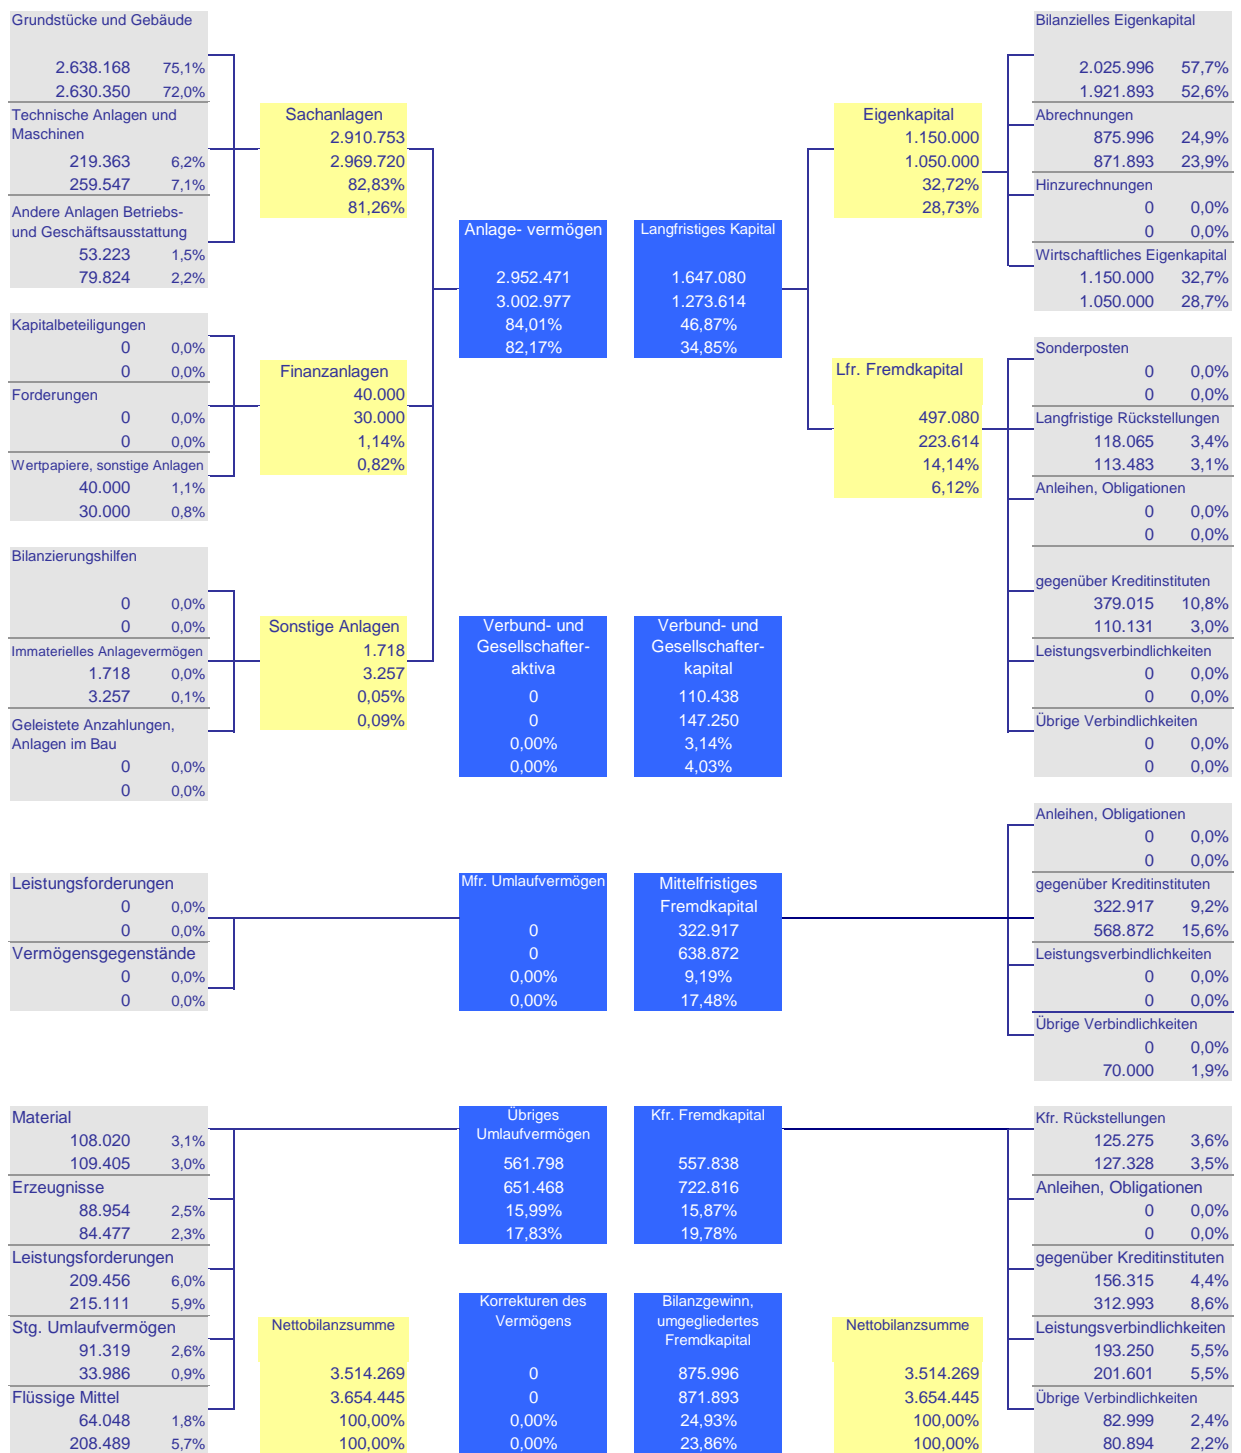 Grundstücke und Gebäude
2.638.168 75,1%
2.630.350 72,0%
Technische Anlagen und
Maschinen
219.363 6,2%
259.547 7,1%
Andere Anlagen Betriebs-
und Geschäftsausstattung
53.223 1,5%
79.824 2,2%
Kapitalbeteiligungen
0 0,0%
0 0,0%
Forderungen
0 0,0%
0 0,0%
Wertpapiere, sonstige Anlagen
40.000 1,1%
30.000 0,8%
Bilanzierungshilfen
0 0,0%
0 0,0%
Immaterielles Anlagevermögen
1.718 0,0%
3.257 0,1%
Geleistete Anzahlungen,
Anlagen im Bau
0 0,0%
0 0,0%
Leistungsforderungen
0 0,0%
0 0,0%
Vermögensgegenstände
0 0,0%
0 0,0%
Material
108.020 3,1%
109.405 3,0%
Erzeugnisse
88.954 2,5%
84.477 2,3%
Leistungsforderungen
209.456 6,0%
215.111 5,9%
Stg. Umlaufvermögen
91.319 2,6%
33.986 0,9%
Flüssige Mittel
64.048 1,8%
208.489 5,7%
Sachanlagen
2.910.753
2.969.720
82,83%
81,26%
Finanzanlagen
40.000
30.000
1,14%
0,82%
Sonstige Anlagen
1.718
3.257
0,05%
0,09%
Nettobilanzsumme
3.514.269
3.654.445
100,00%
100,00%
Anlage- vermögen
2.952.471
3.002.977
84,01%
82,17%
Verbund- und
Gesellschafter-
aktiva
0
0
0,00%
0,00%
Mfr. Umlaufvermögen
0
0
0,00%
0,00%
Übriges
Umlaufvermögen
561.798
651.468
15,99%
17,83%
Korrekturen des
Vermögens
0
0
0,00%
0,00%
Langfristiges Kapital
1.647.080
1.273.614
46,87%
34,85%
Verbund- und
Gesellschafter-
kapital
110.438
147.250
3,14%
4,03%
Mittelfristiges
Fremdkapital
322.917
638.872
9,19%
17,48%
Kfr. Fremdkapital
557.838
722.816
15,87%
19,78%
Bilanzgewinn,
umgegliedertes
Fremdkapital
875.996
871.893
24,93%
23,86%
Eigenkapital
1.150.000
1.050.000
32,72%
28,73%
Lfr. Fremdkapital
497.080
223.614
14,14%
6,12%
Nettobilanzsumme
3.514.269
3.654.445
100,00%
100,00%
Bilanzielles Eigenkapital
2.025.996 57,7%
1.921.893 52,6%
Abrechnungen
875.996 24,9%
871.893 23,9%
Hinzurechnungen
0 0,0%
0 0,0%
Wirtschaftliches Eigenkapital
1.150.000 32,7%
1.050.000 28,7%
Sonderposten
0 0,0%
0 0,0%
Langfristige Rückstellungen
118.065 3,4%
113.483 3,1%
Anleihen, Obligationen
0 0,0%
0 0,0%
gegenüber Kreditinstituten
379.015 10,8%
110.131 3,0%
Leistungsverbindlichkeiten
0 0,0%
0 0,0%
Übrige Verbindlichkeiten
0 0,0%
0 0,0%
Anleihen, Obligationen
0 0,0%
0 0,0%
gegenüber Kreditinstituten
322.917 9,2%
568.872 15,6%
Leistungsverbindlichkeiten
0 0,0%
0 0,0%
Übrige Verbindlichkeiten
0 0,0%
70.000 1,9%
Kfr. Rückstellungen
125.275 3,6%
127.328 3,5%
Anleihen, Obligationen
0 0,0%
0 0,0%
gegenüber Kreditinstituten
156.315 4,4%
312.993 8,6%
Leistungsverbindlichkeiten
193.250 5,5%
201.601 5,5%
Übrige Verbindlichkeiten
82.999 2,4%
80.894 2,2%